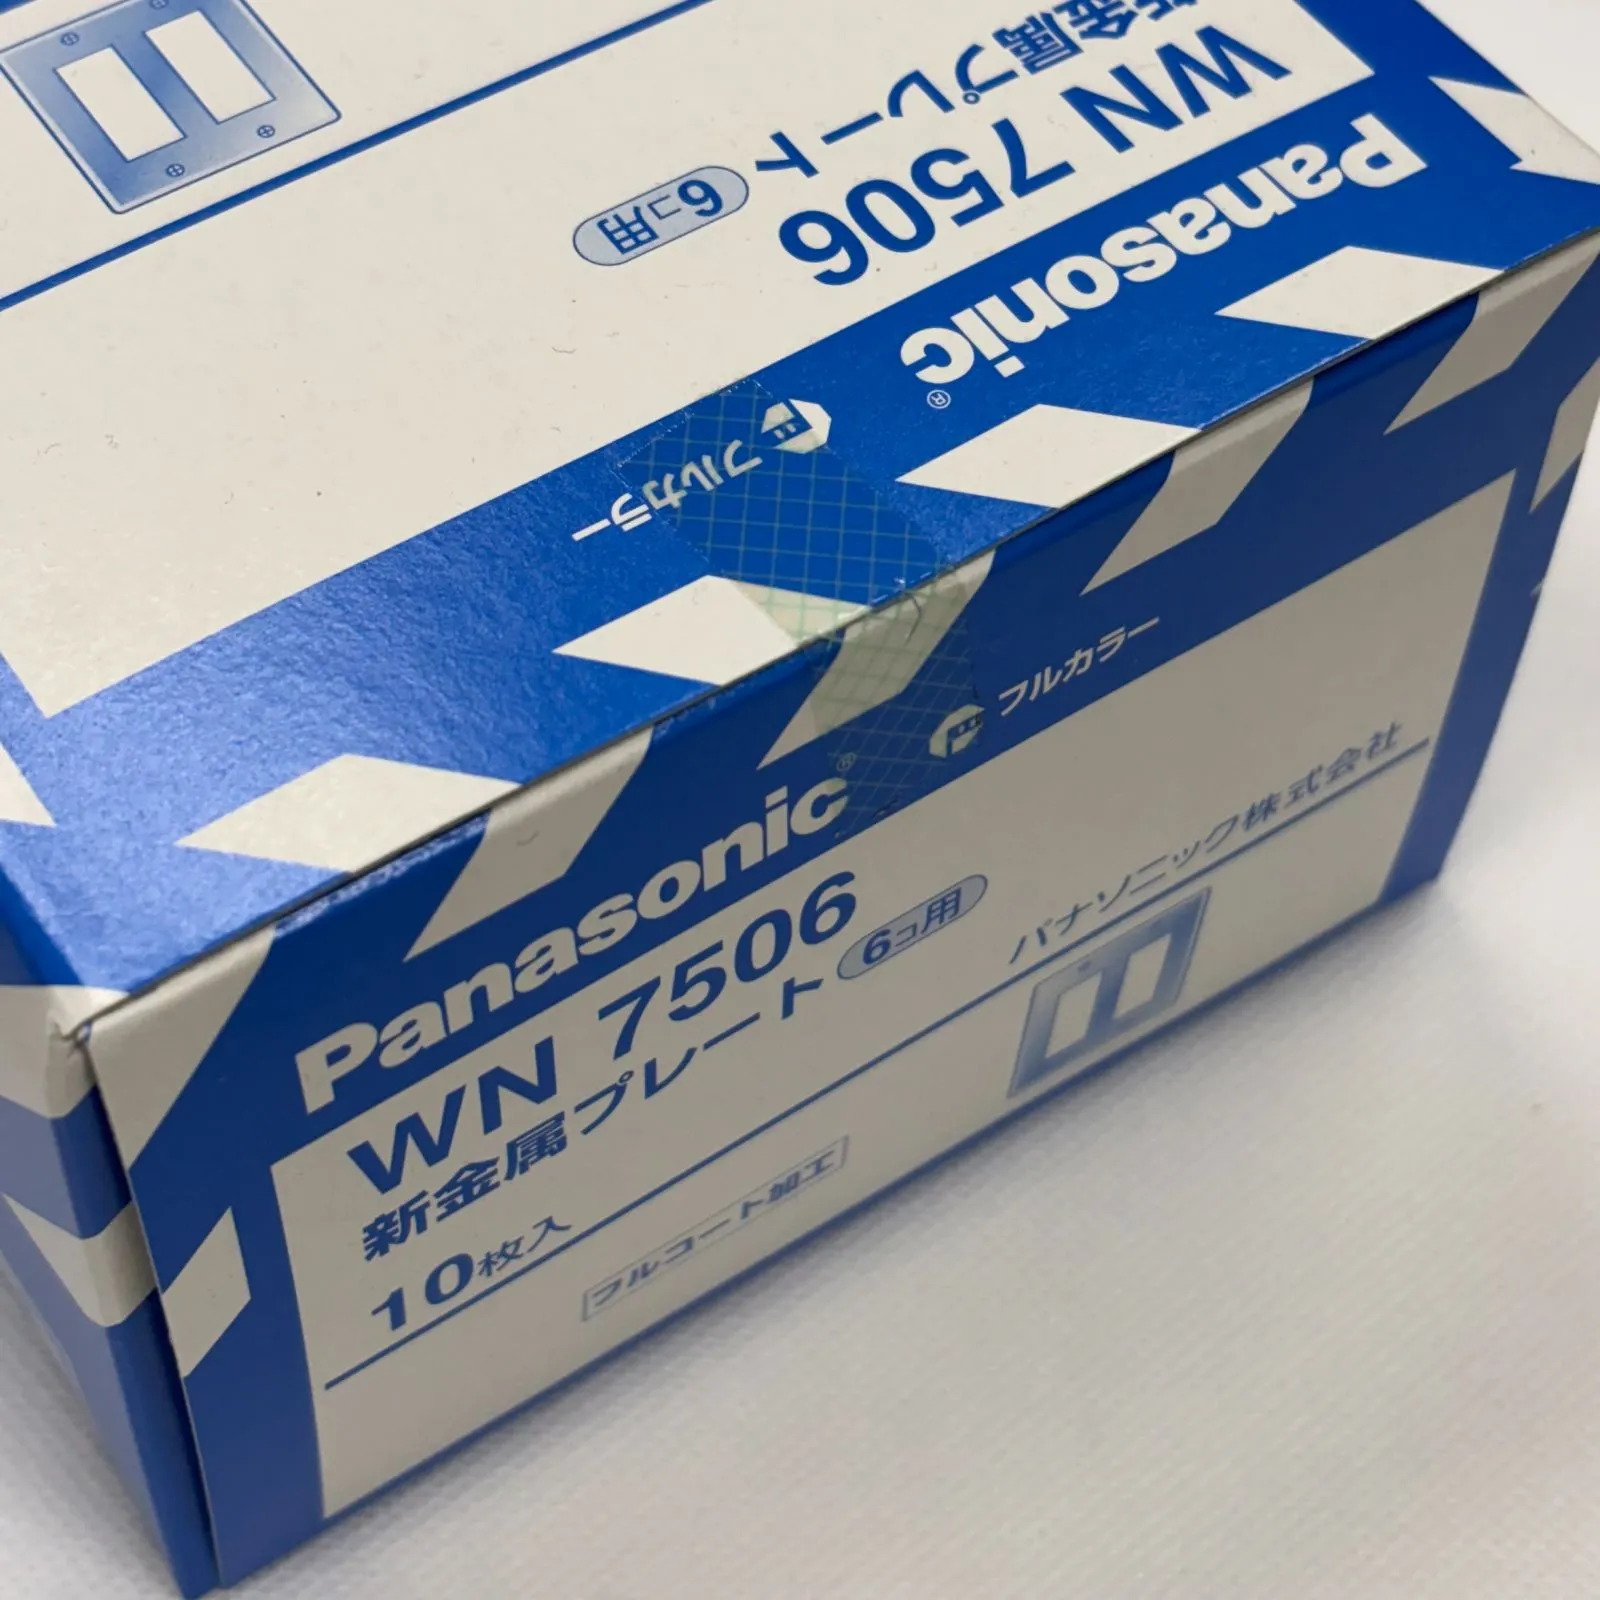 Panasonic®
WN 7506
新金属プレート 6コ用
フルカラー
Panasonic®
フルカラー
WN 7506
新金属プレート 6コ用
10枚入
パナソニック株式会社
フルコート加工